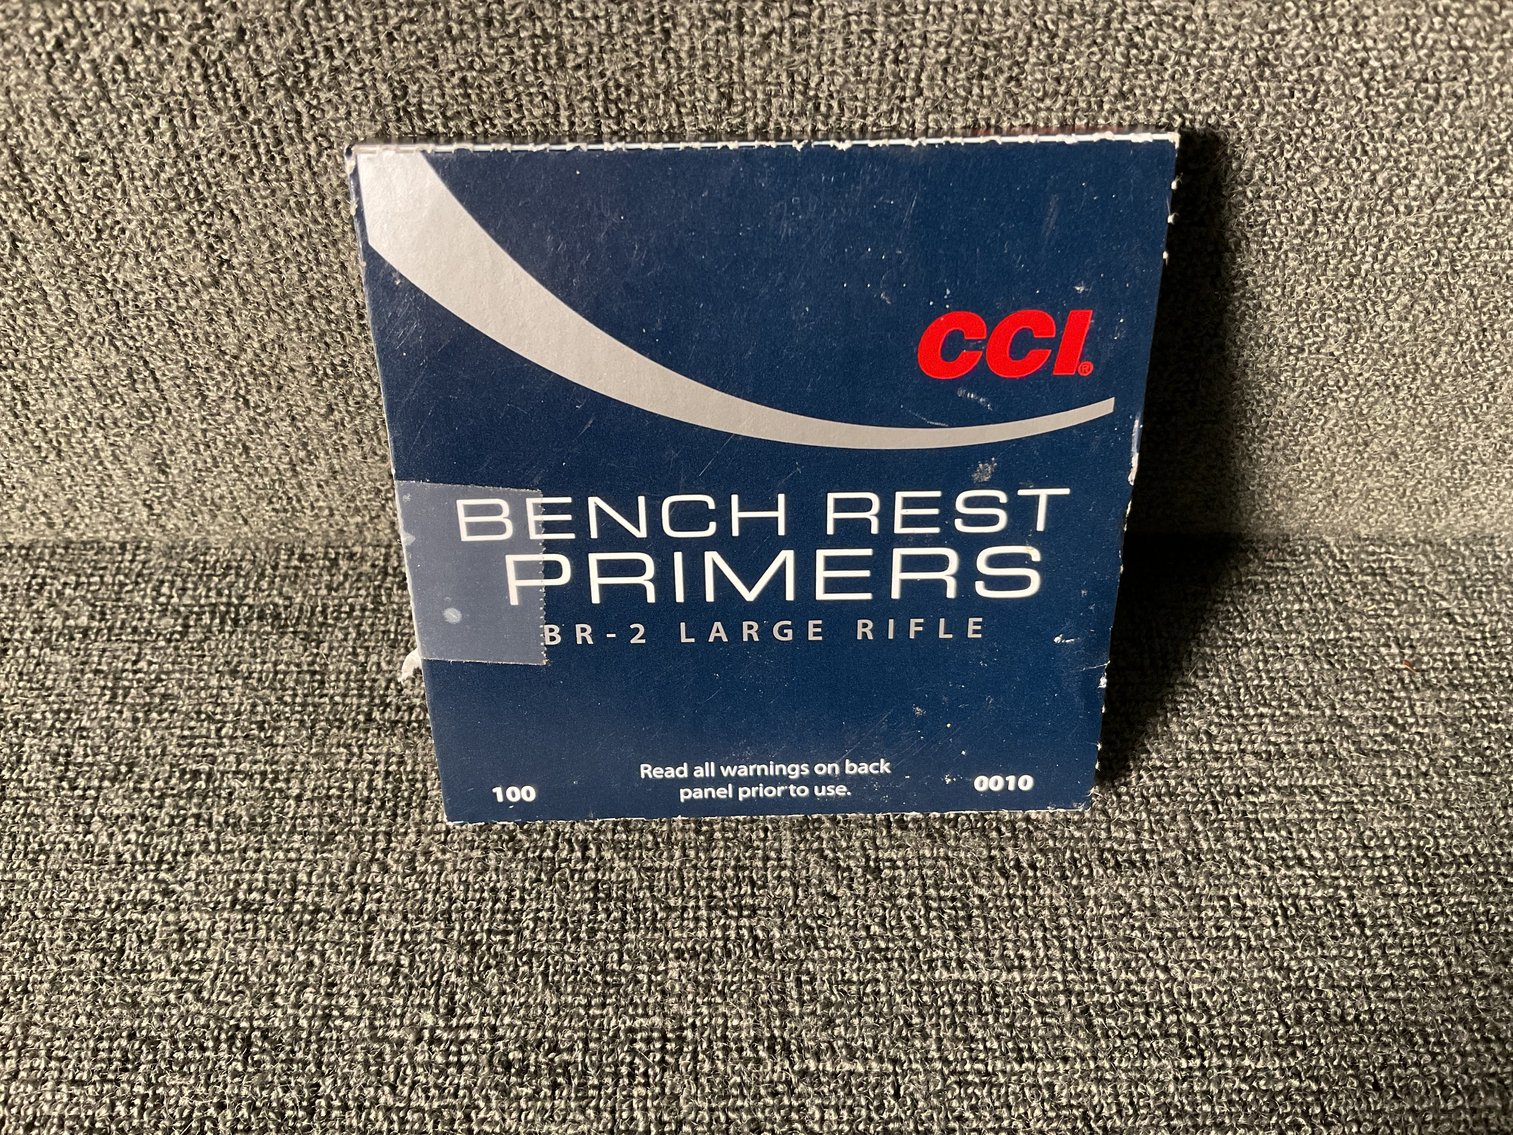 CCI®
BENCH REST
PRIMERS
BR-2 LARGE RIFLE
Read all warnings on back
panel prior to use.
100
0010